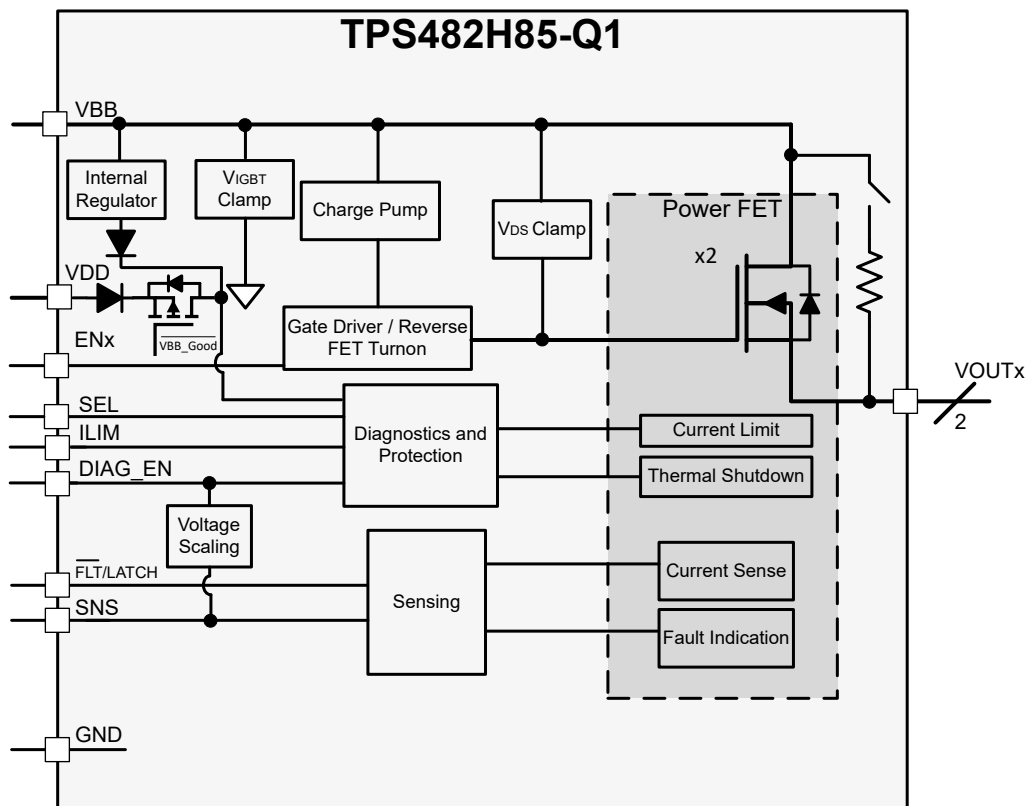 TPS482H85-Q1
VBB
Internal
Regulator
VIGBT
Clamp
Charge Pump
VDS Clamp
Power FET
x2
VDD
VBB_Good
ENx
Gate Driver / Reverse
FET Turnon
VOUTx
2
SEL
ILIM
DIAG_EN
Diagnostics and
Protection
Current Limit
Thermal Shutdown
Voltage
Scaling
FLT/LATCH
SNS
Sensing
Current Sense
Fault Indication
GND